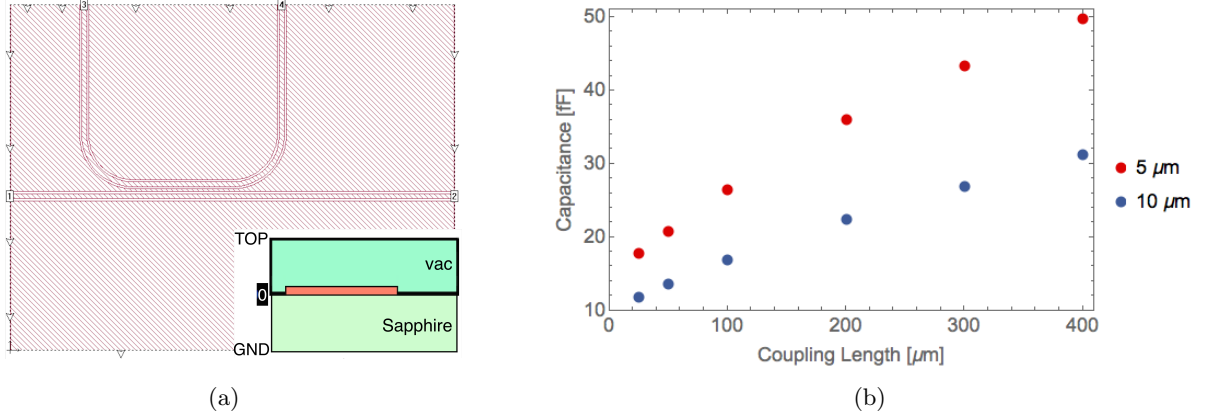 3
4
1
2
TOP
vac
0
Sapphire
GND
(a)
Capacitance [fF]
50
40
30
20
10
0
100
200
300
400
Coupling Length [μm]
5 μm
10 μm
(b)